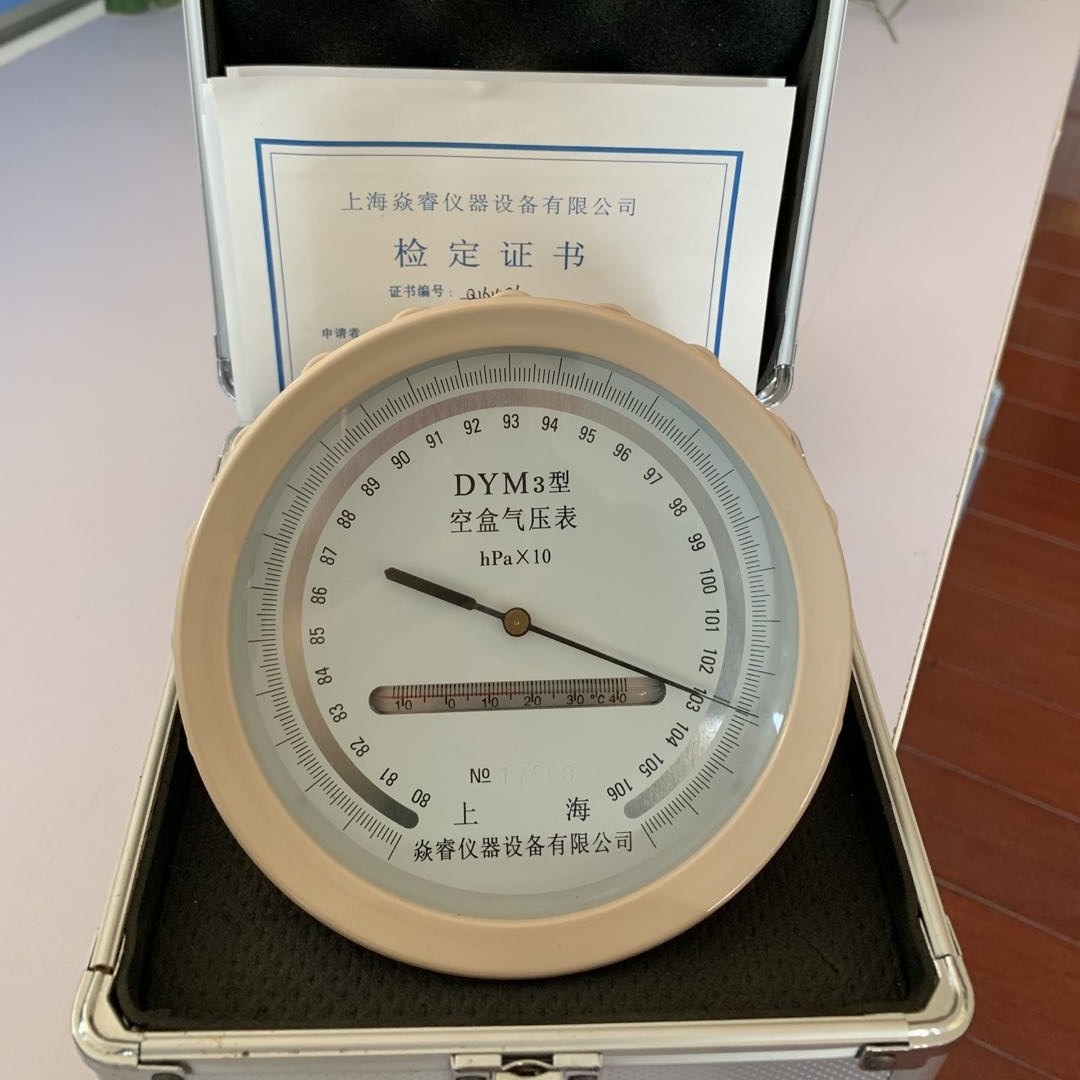 上海焱睿仪器设备有限公司
检定证书
证书编号：
申请者
80 81 82 83 84 85 86 87 88 89 90 91 92 93 94 95 96 97 98 99 100 101 102 103 104 105 106
DYM3型
空盒气压表
hPa×10
10 0 10 20 30 °C 40
№
上 海
焱睿仪器设备有限公司